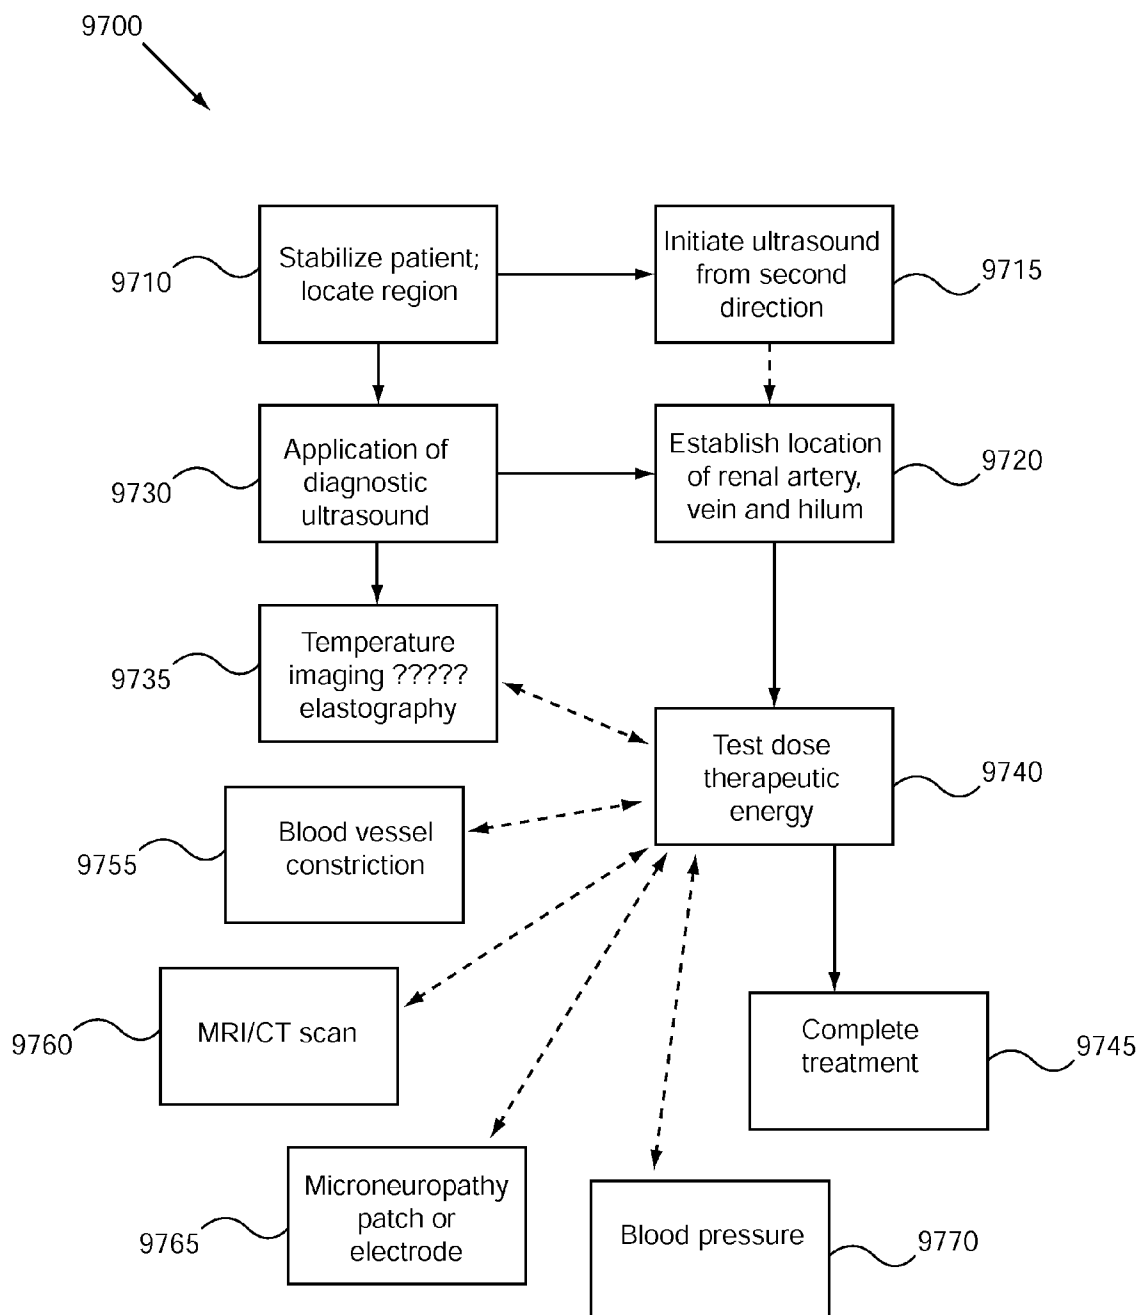 9700
Stabilize patient;
locate region
9710
Initiate ultrasound
from second
direction
9715
Application of
diagnostic
ultrasound
9730
Establish location
of renal artery,
vein and hilum
9720
Temperature
imaging ?????
elastography
9735
Test dose
therapeutic
energy
9740
Blood vessel
constriction
9755
MRI/CT scan
9760
Complete
treatment
9745
Microneuropathy
patch or
electrode
9765
Blood pressure
9770